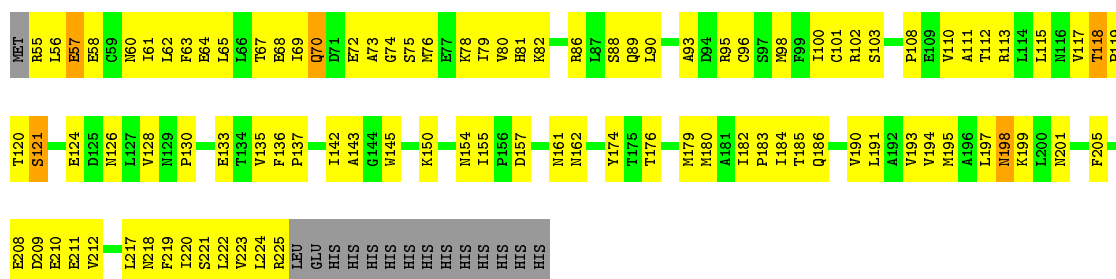 MET R55 L56 E57 E58 C59 N60 I61 L62 F63 E64 L65 L66 T67 E68 I69 Q70 D71 E72 A73 G74 S75 M76 E77 K78 I79 V80 H81 K82 R86 L87 S88 Q89 L90 A93 D94 R95 C96 S97 M98 F99 I100 C101 R102 S103 P108 E109 V110 A111 T112 R113 L114 L115 N116 V117 T118 P119
T120 S121 E124 D125 N126 L127 V128 N129 P130 E133 T134 V135 F136 P137 I142 A143 G144 W145 K150 N154 I155 P156 D157 N161 N162 Y174 T175 T176 M179 M180 A181 I182 P183 I184 T185 Q186 V190 L191 A192 V193 V194 M195 A196 L197 N198 K199 L200 N201 F205
E208 D209 E210 E211 V212 L217 N218 F219 I220 S221 L222 V223 L224 R225 LEU GLU HIS HIS HIS HIS HIS HIS HIS HIS